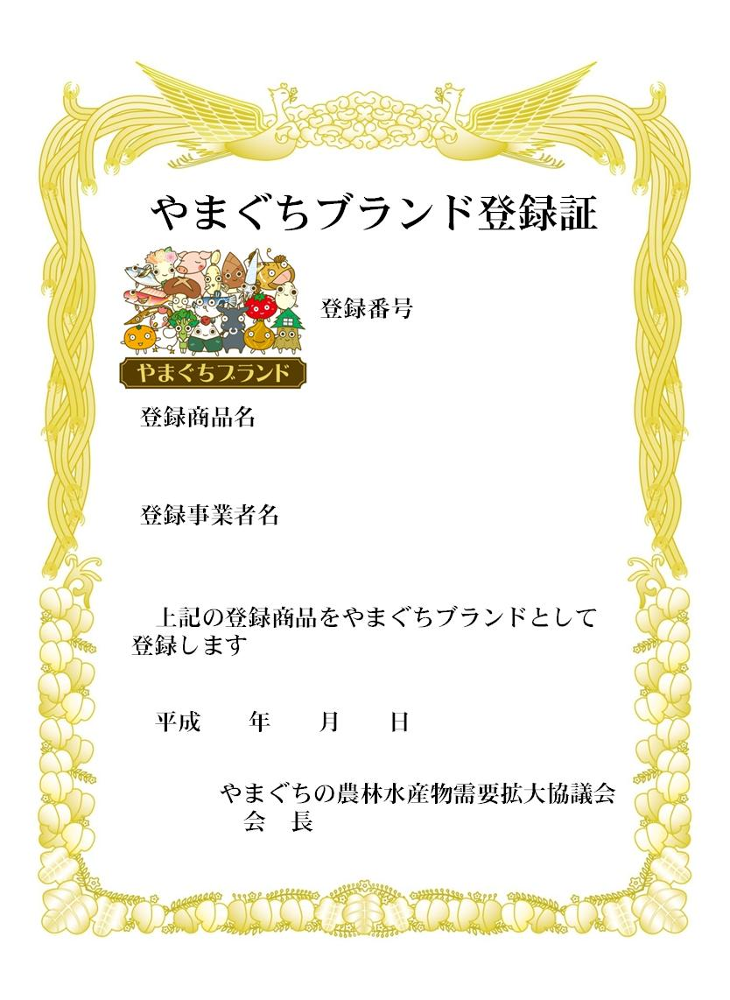 やまぐちブランド登録証
登録番号
やまぐちブランド
登録商品名
登録事業者名
上記の登録商品をやまぐちブランドとして
登録します
平成　　年　　月　　日
やまぐちの農林水産物需要拡大協議会
会　長